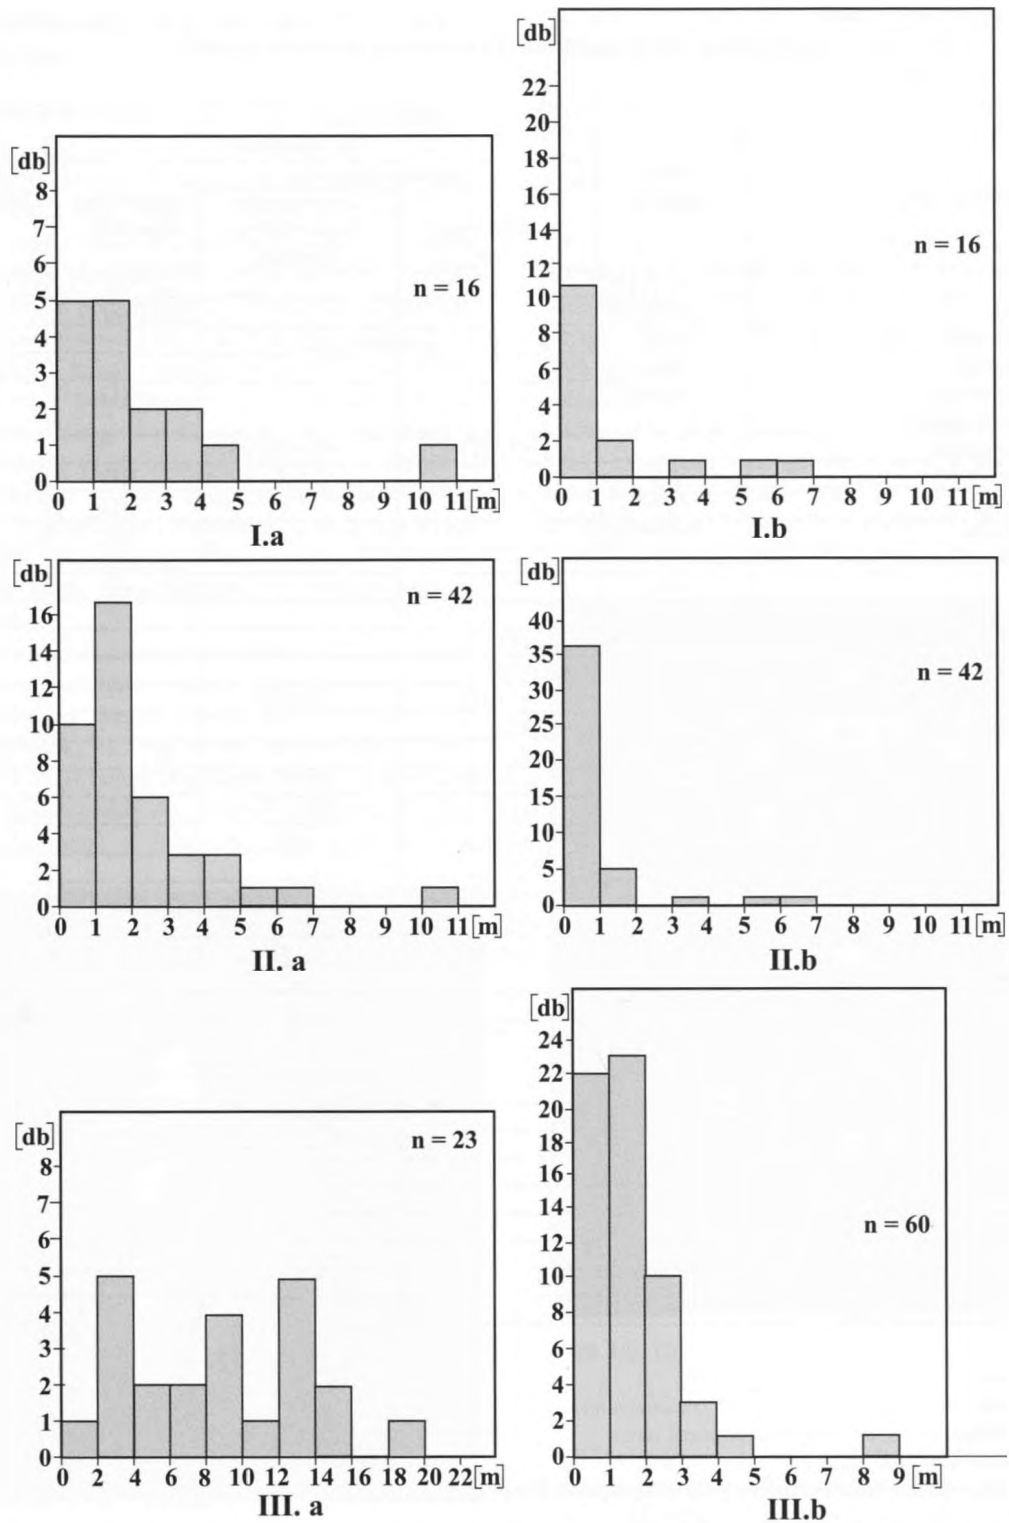 [db]
8
7
6
5
4
3
2
1
0
n = 16
0 1 2 3 4 5 6 7 8 9 10 11 [m]
I.a
[db]
22
20
18
16
14
12
10
8
6
4
2
0
n = 16
0 1 2 3 4 5 6 7 8 9 10 11 [m]
I.b
[db]
16
14
12
10
8
6
4
2
0
n = 42
0 1 2 3 4 5 6 7 8 9 10 11 [m]
II. a
[db]
40
35
30
25
20
15
10
5
0
n = 42
0 1 2 3 4 5 6 7 8 9 10 11 [m]
II.b
[db]
8
7
6
5
4
3
2
1
0
n = 23
0 2 4 6 8 10 12 14 16 18 20 22 [m]
III. a
[db]
24
22
20
18
16
14
12
10
8
6
4
2
0
n = 60
0 1 2 3 4 5 6 7 8 9 [m]
III.b